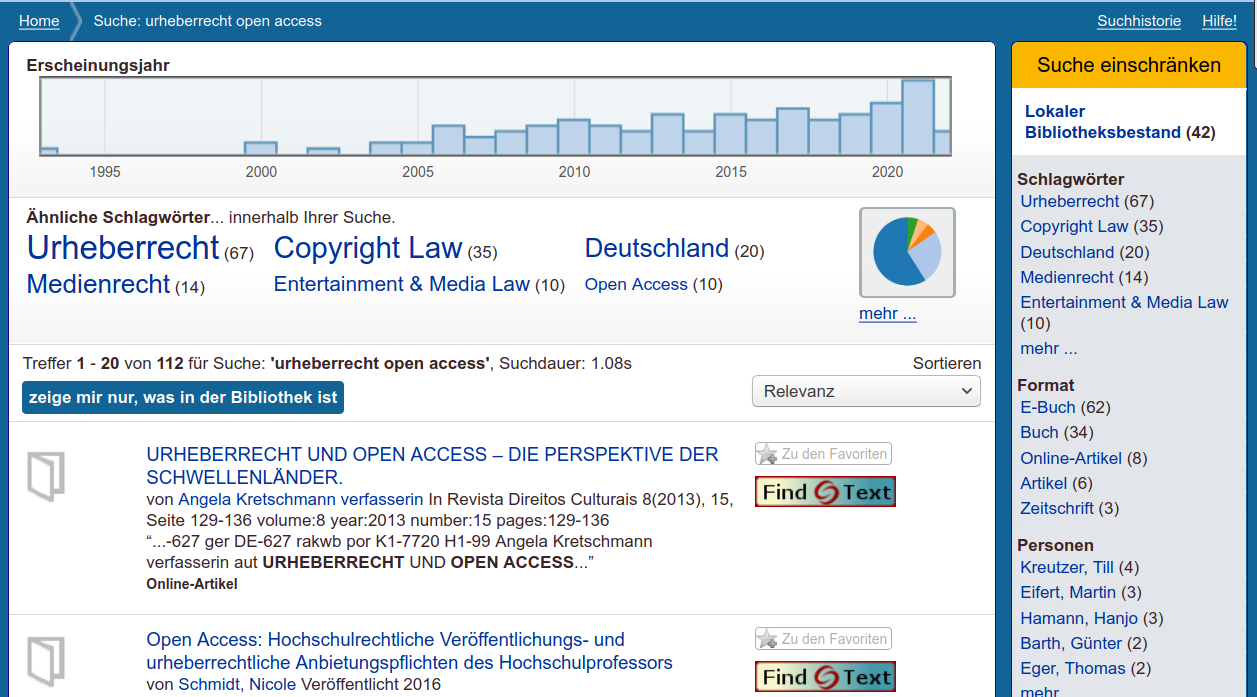 Home Suche: urheberrecht open access Suchhistorie Hilfe!
Erscheinungsjahr
1995 2000 2005 2010 2015 2020
Ähnliche Schlagwörter... innerhalb Ihrer Suche.
Urheberrecht (67) Copyright Law (35) Deutschland (20)
Medienrecht (14) Entertainment & Media Law (10) Open Access (10)
mehr ...
Treffer 1 - 20 von 112 für Suche: 'urheberrecht open access', Suchdauer: 1.08s
Sortieren
zeige mir nur, was in der Bibliothek ist
Relevanz
URHEBERRECHT UND OPEN ACCESS – DIE PERSPEKTIVE DER
SCHWELLENLÄNDER.
von Angela Kretschmann verfasserin In Revista Direitos Culturais 8(2013), 15,
Seite 129-136 volume:8 year:2013 number:15 pages:129-136
“...-627 ger DE-627 rakwb por K1-7720 H1-99 Angela Kretschmann
verfasserin aut URHEBERRECHT UND OPEN ACCESS...”
Online-Artikel
Zu den Favoriten
Find Text
Open Access: Hochschulrechtliche Veröffentlichungs- und
urheberrechtliche Anbietungspflichten des Hochschulprofessors
von Schmidt, Nicole Veröffentlicht 2016
Zu den Favoriten
Find Text
Suche einschränken
Lokaler
Bibliotheksbestand (42)
Schlagwörter
Urheberrecht (67)
Copyright Law (35)
Deutschland (20)
Medienrecht (14)
Entertainment & Media Law
(10)
mehr ...
Format
E-Buch (62)
Buch (34)
Online-Artikel (8)
Artikel (6)
Zeitschrift (3)
Personen
Kreutzer, Till (4)
Eifert, Martin (3)
Hamann, Hanjo (3)
Barth, Günter (2)
Eger, Thomas (2)
mehr